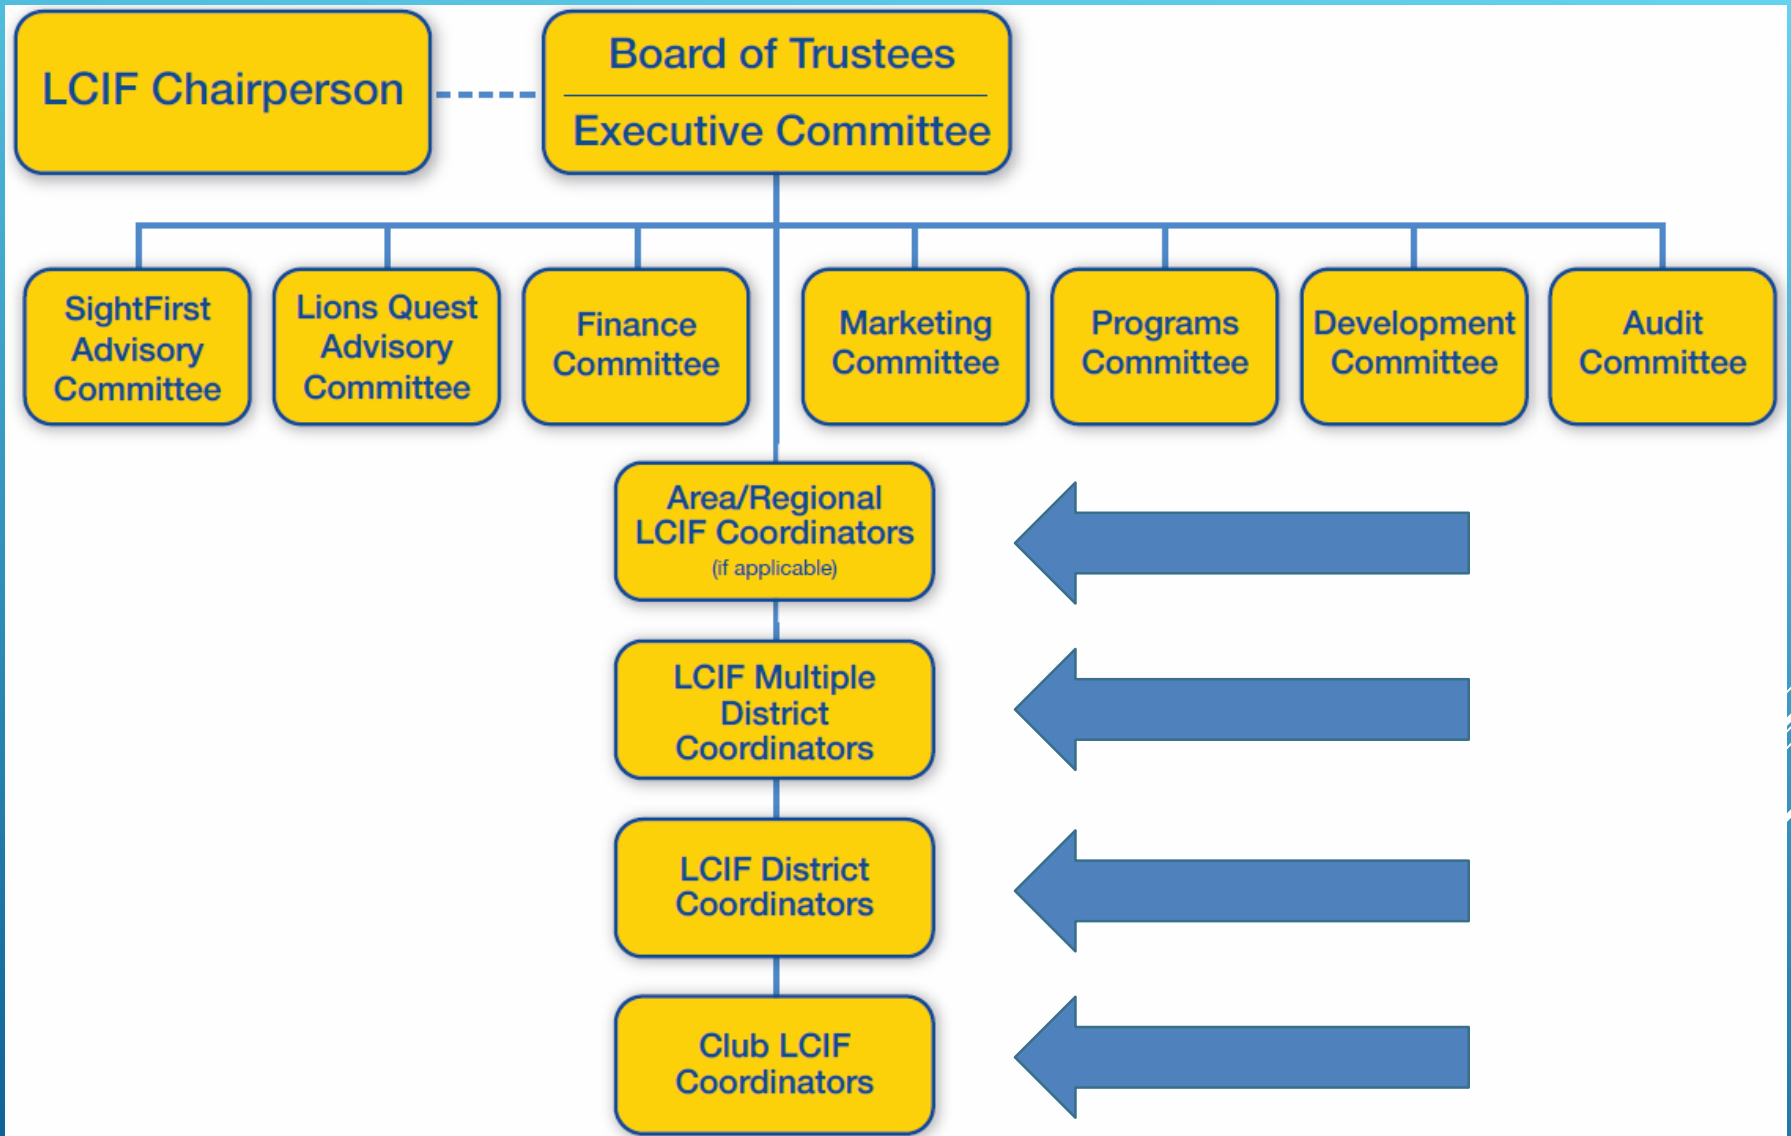 LCIF Chairperson
Board of Trustees
Executive Committee
SightFirst
Advisory
Committee
Lions Quest
Advisory
Committee
Finance
Committee
Marketing
Committee
Programs
Committee
Development
Committee
Audit
Committee
Area/Regional
LCIF Coordinators
(if applicable)
LCIF Multiple
District
Coordinators
LCIF District
Coordinators
Club LCIF
Coordinators